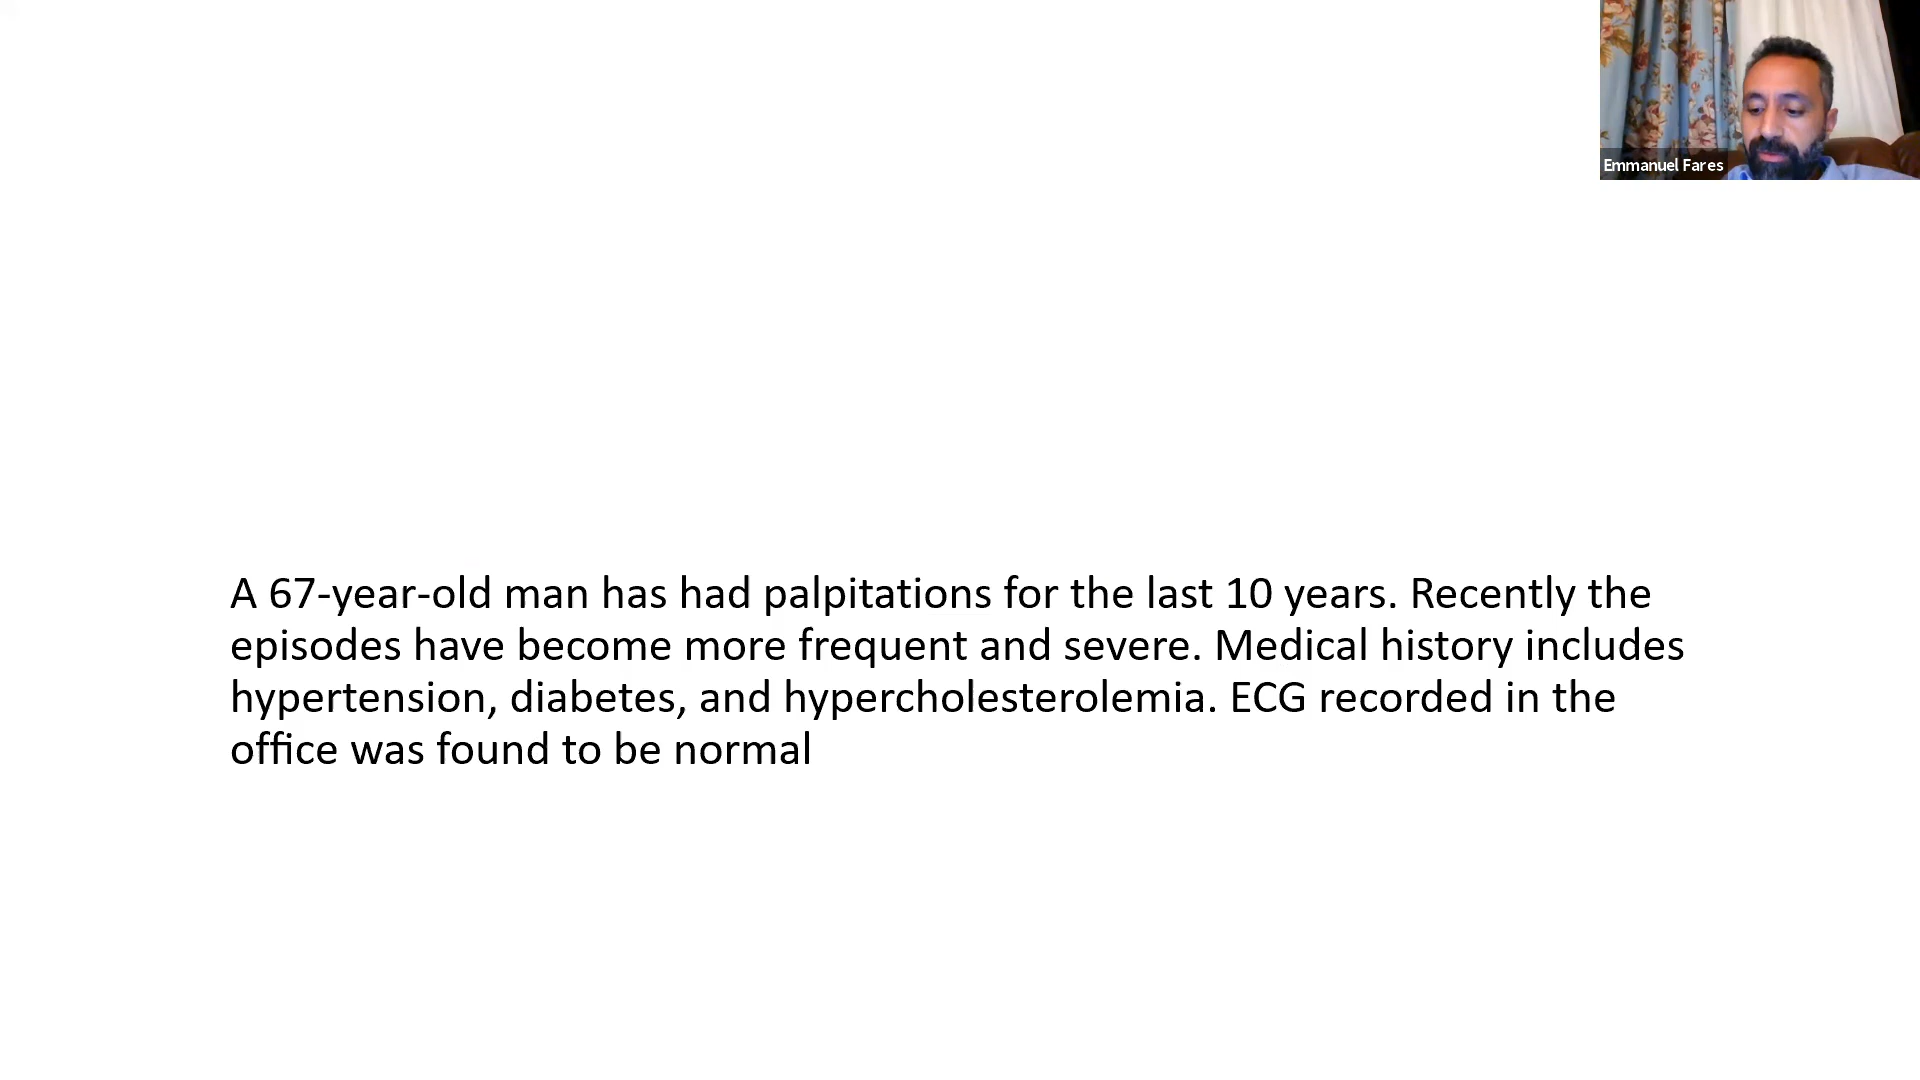 Emmanuel Fares
A 67-year-old man has had palpitations for the last 10 years. Recently the
episodes have become more frequent and severe. Medical history includes
hypertension, diabetes, and hypercholesterolemia. ECG recorded in the
office was found to be normal